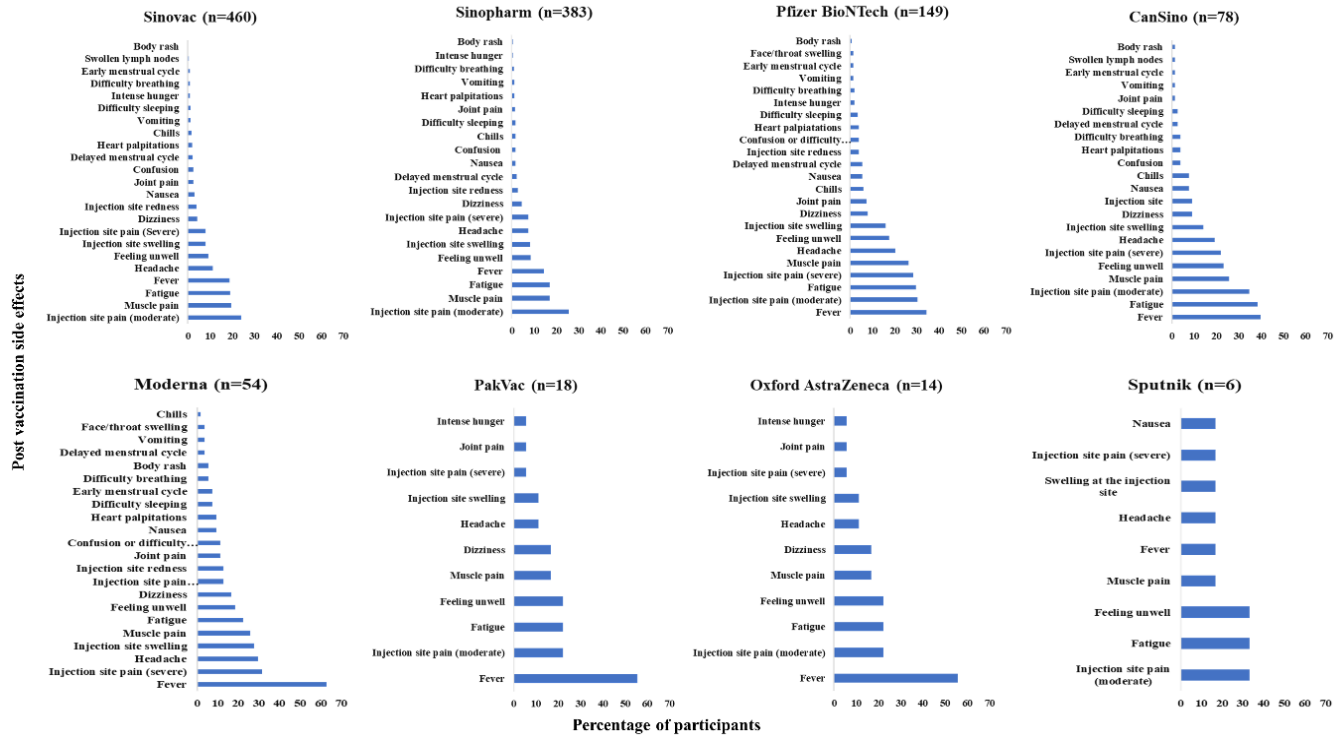 Sinovac (n=460)
Body rash
Swollen lymph nodes
Early menstrual cycle
Difficulty breathing
Intense hunger
Difficulty sleeping
Vomiting
Chills
Heart palpitations
Delayed menstrual cycle
Confusion
Joint pain
Nausea
Injection site redness
Dizziness
Injection site pain (Severe)
Injection site swelling
Feeling unwell
Headache
Fever
Fatigue
Muscle pain
Injection site pain (moderate)
0 10 20 30 40 50 60 70
Sinopharm (n=383)
Body rash
Intense hunger
Difficulty breathing
Vomiting
Heart palpitations
Joint pain
Difficulty sleeping
Chills
Confusion
Nausea
Delayed menstrual cycle
Injection site redness
Dizziness
Injection site pain (severe)
Headache
Injection site swelling
Feeling unwell
Fever
Fatigue
Muscle pain
Injection site pain (moderate)
0 10 20 30 40 50 60 70
Pfizer BioNTech (n=149)
Body rash
Face/throat swelling
Early menstrual cycle
Vomiting
Difficulty breathing
Intense hunger
Difficulty sleeping
Heart palpiatations
Confusion or difficulty…
Injection site redness
Delayed menstrual cycle
Nausea
Chills
Joint pain
Dizziness
Injection site swelling
Feeling unwell
Headache
Muscle pain
Injection site pain (severe)
Fatigue
Injection site pain (moderate)
Fever
0 10 20 30 40 50 60 70
CanSino (n=78)
Body rash
Swollen lymph nodes
Early menstrual cycle
Vomiting
Joint pain
Difficulty sleeping
Delayed menstrual cycle
Difficulty breathing
Heart palpitations
Confusion
Chills
Nausea
Injection site
Dizziness
Injection site swelling
Headache
Injection site pain (severe)
Feeling unwell
Muscle pain
Injection site pain (moderate)
Fatigue
Fever
0 10 20 30 40 50 60 70
Post vaccination side effects
Moderna (n=54)
Chills
Face/throat swelling
Vomiting
Delayed menstrual cycle
Body rash
Difficulty breathing
Early menstrual cycle
Difficulty sleeping
Heart palpitations
Nausea
Confusion or difficulty…
Joint pain
Injection site redness
Injection site pain…
Dizziness
Feeling unwell
Fatigue
Muscle pain
Injection site swelling
Headache
Injection site pain (severe)
Fever
0 10 20 30 40 50 60 70
PakVac (n=18)
Intense hunger
Joint pain
Injection site pain (severe)
Injection site swelling
Headache
Dizziness
Muscle pain
Feeling unwell
Fatigue
Injection site pain (moderate)
Fever
0 10 20 30 40 50 60 70
Oxford AstraZeneca (n=14)
Intense hunger
Joint pain
Injection site pain (severe)
Injection site swelling
Headache
Dizziness
Muscle pain
Feeling unwell
Fatigue
Injection site pain (moderate)
Fever
0 10 20 30 40 50 60 70
Sputnik (n=6)
Nausea
Injection site pain (severe)
Swelling at the injection
site
Headache
Fever
Muscle pain
Feeling unwell
Fatigue
Injection site pain
(moderate)
0 10 20 30 40 50 60 70
Percentage of participants